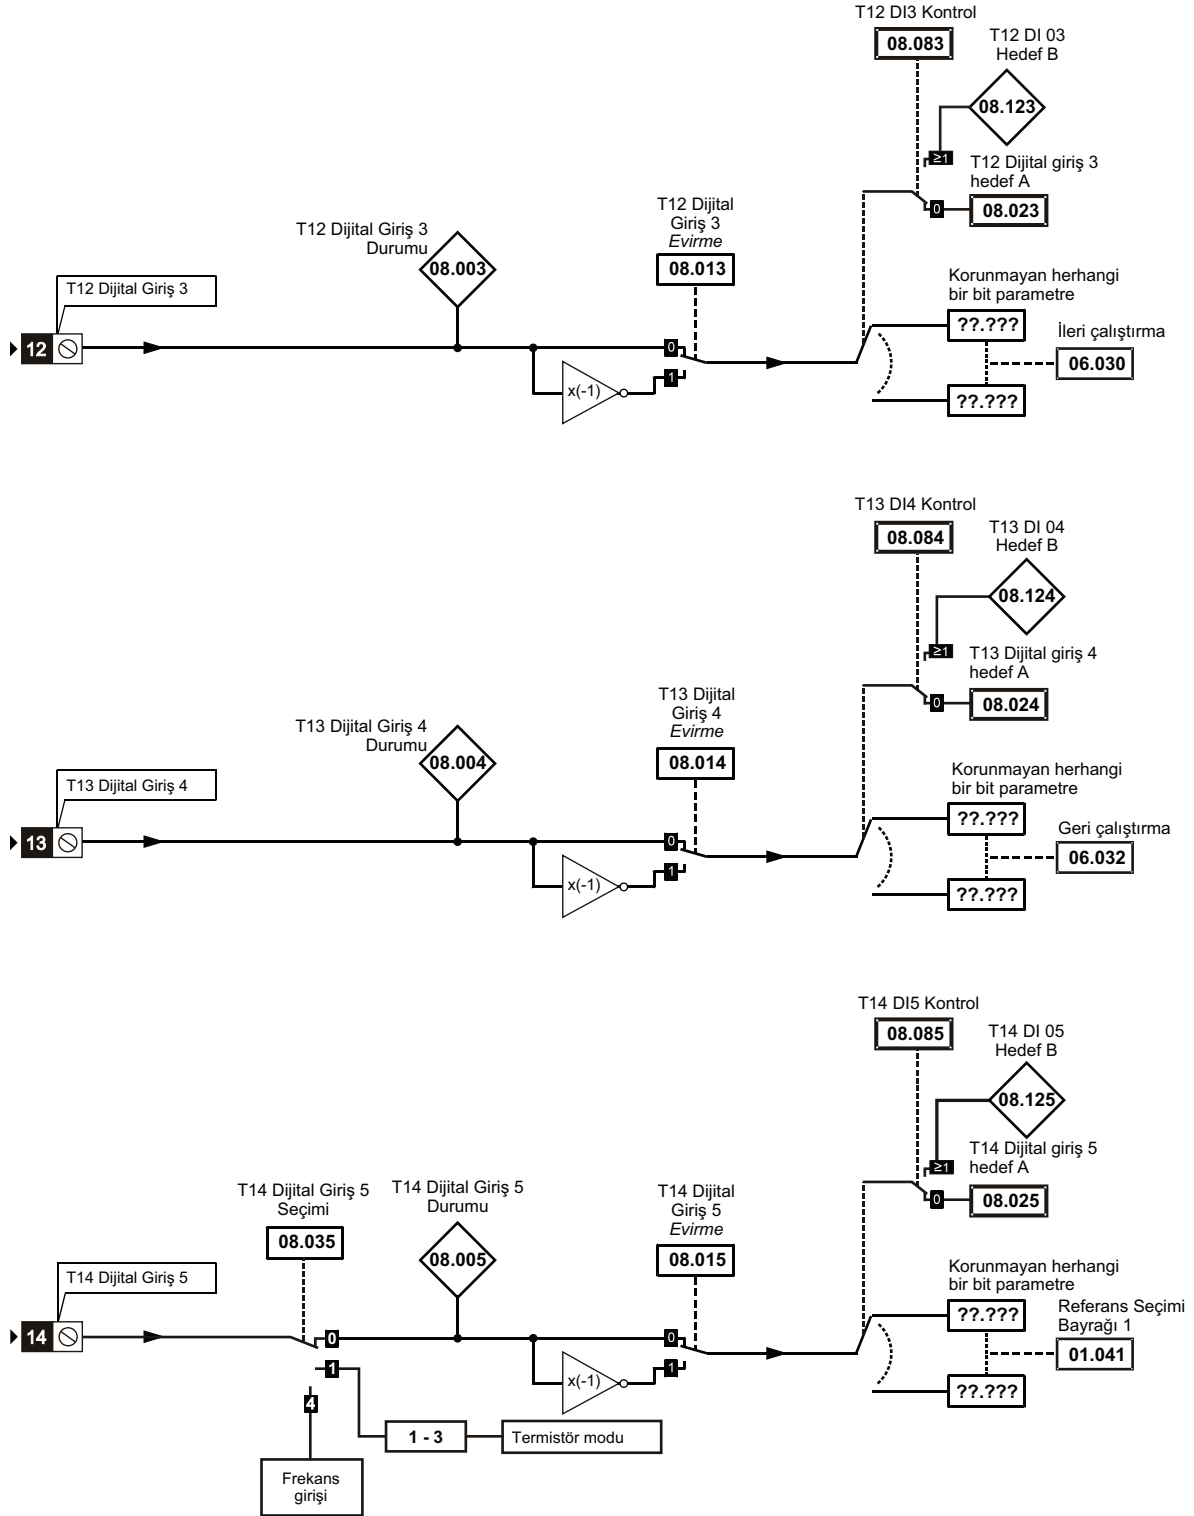 T12 DI3 Kontrol
08.083
T12 DI 03
Hedef B
08.123
≥1
T12 Dijital giriş 3
hedef A
0
08.023
T12 Dijital Giriş 3
Durumu
08.003
T12 Dijital
Giriş 3
Evirme
08.013
T12 Dijital Giriş 3
12
0
1
x(-1)
Korunmayan herhangi
bir bit parametre
??.???
İleri çalıştırma
06.030
??.???
T13 DI4 Kontrol
08.084
T13 DI 04
Hedef B
08.124
≥1
T13 Dijital giriş 4
hedef A
0
08.024
T13 Dijital Giriş 4
Durumu
08.004
T13 Dijital
Giriş 4
Evirme
08.014
T13 Dijital Giriş 4
13
0
1
x(-1)
Korunmayan herhangi
bir bit parametre
??.???
Geri çalıştırma
06.032
??.???
T14 DI5 Kontrol
08.085
T14 DI 05
Hedef B
08.125
≥1
T14 Dijital giriş 5
hedef A
0
08.025
T14 Dijital Giriş 5
Seçimi
08.035
T14 Dijital Giriş 5
Durumu
08.005
T14 Dijital
Giriş 5
Evirme
08.015
T14 Dijital Giriş 5
14
0
1
4
0
1
x(-1)
Korunmayan herhangi
bir bit parametre
??.???
Referans Seçimi
Bayrağı 1
01.041
??.???
1 - 3
Termistör modu
Frekans
girişi